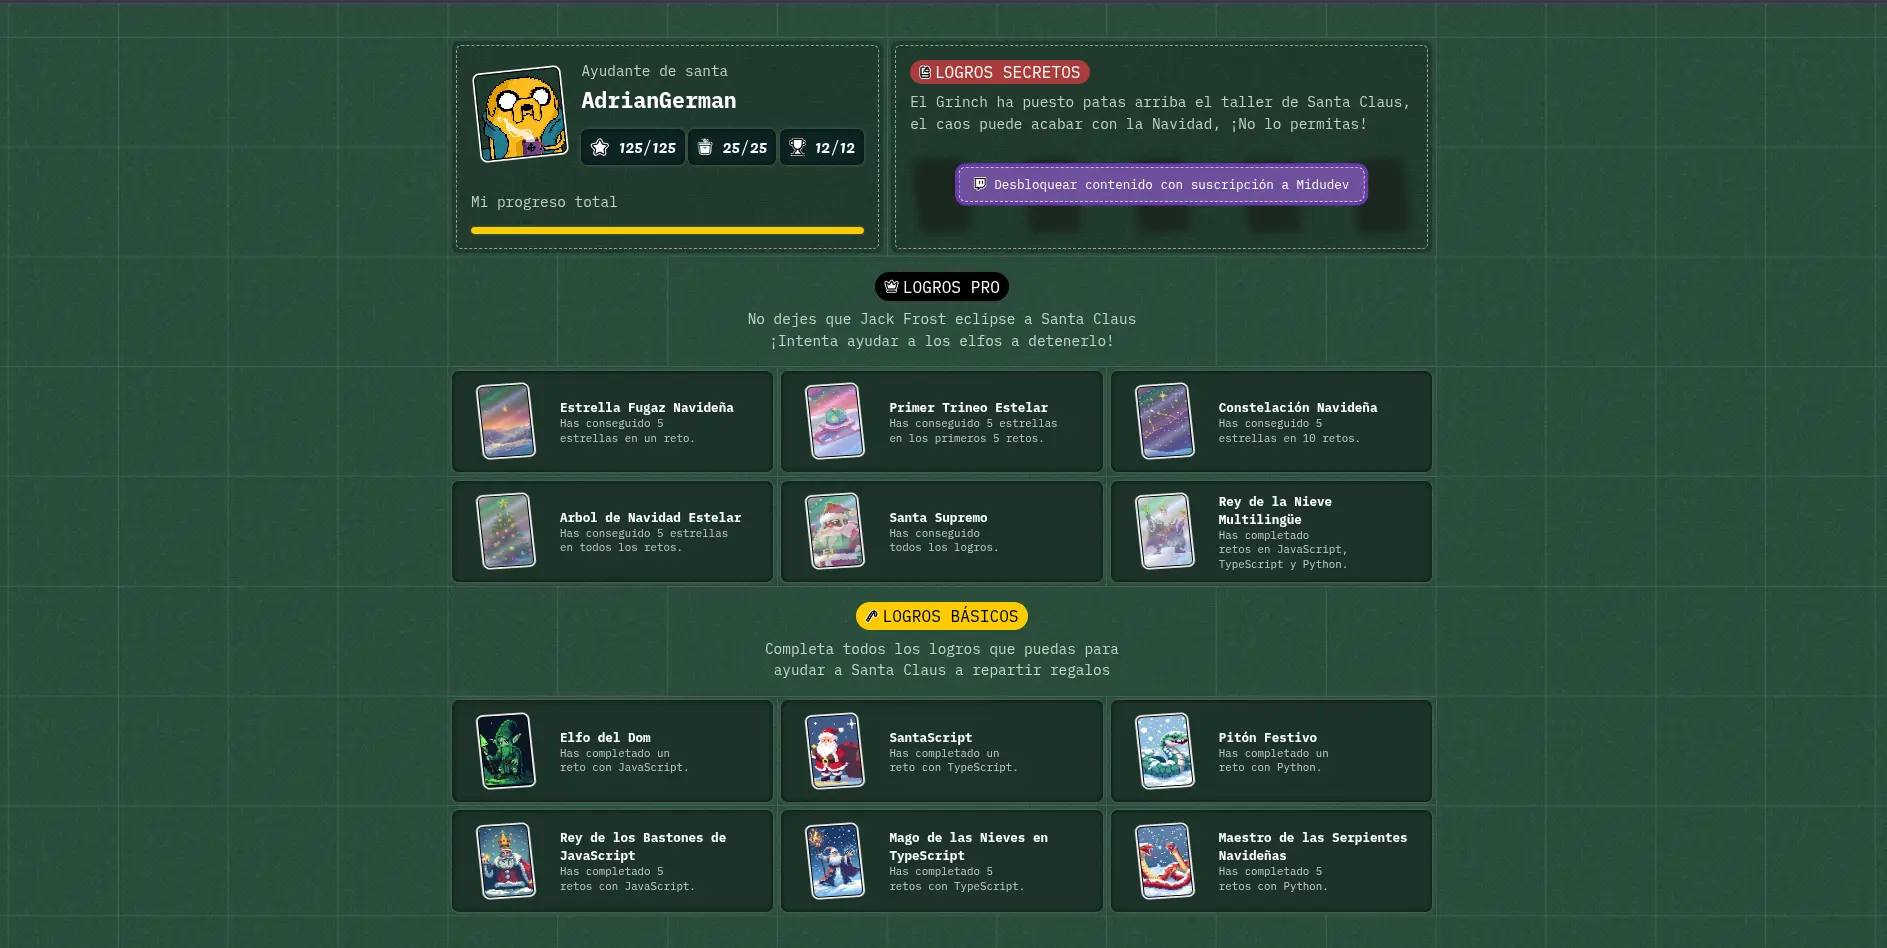 Ayudante de santa
AdrianGerman
125/125 25/25 12/12
Mi progreso total
LOGROS SECRETOS
El Grinch ha puesto patas arriba el taller de Santa Claus,
el caos puede acabar con la Navidad, ¡No lo permitas!
Desbloquear contenido con suscripción a Midudev
LOGROS PRO
No dejes que Jack Frost eclipse a Santa Claus
¡Intenta ayudar a los elfos a detenerlo!
Estrella Fugaz Navideña
Has conseguido 5
estrellas en un reto.
Primer Trineo Estelar
Has conseguido 5 estrellas
en los primeros 5 retos.
Constelación Navideña
Has conseguido 5
estrellas en 10 retos.
Arbol de Navidad Estelar
Has conseguido 5 estrellas
en todos los retos.
Santa Supremo
Has conseguido
todos los logros.
Rey de la Nieve
Multilingüe
Has completado
retos en JavaScript,
TypeScript y Python.
LOGROS BÁSICOS
Completa todos los logros que puedas para
ayudar a Santa Claus a repartir regalos
Elfo del Dom
Has completado un
reto con JavaScript.
SantaScript
Has completado un
reto con TypeScript.
Pitón Festivo
Has completado un
reto con Python.
Rey de los Bastones de
JavaScript
Has completado 5
retos con JavaScript.
Mago de las Nieves en
TypeScript
Has completado 5
retos con TypeScript.
Maestro de las Serpientes
Navideñas
Has completado 5
retos con Python.